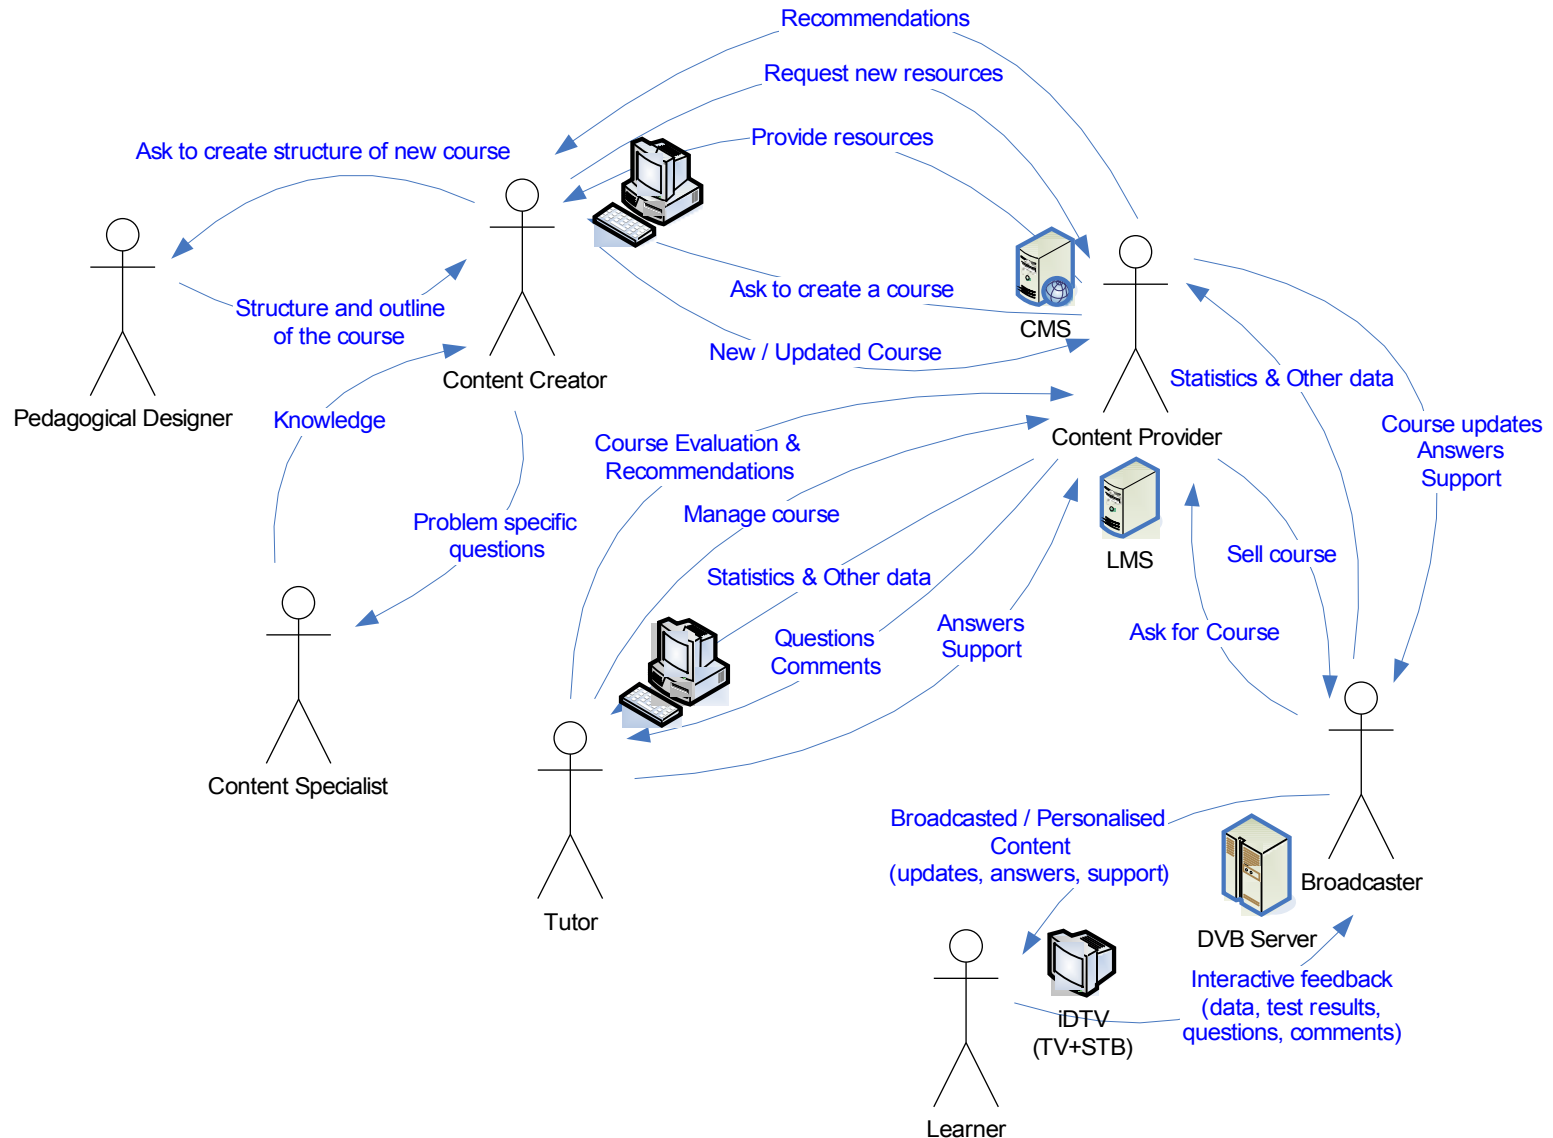 Recommendations
Request new resources
Provide resources
Ask to create structure of new course
Structure and outline
of the course
Ask to create a course
CMS
New / Updated Course
Content Creator
Pedagogical Designer
Statistics & Other data
Knowledge
Course Evaluation &
Recommendations
Content Provider
Course updates
Answers
Support
Manage course
Problem specific
questions
LMS
Sell course
Statistics & Other data
Questions
Comments
Answers
Support
Ask for Course
Content Specialist
Tutor
Broadcasted / Personalised
Content
(updates, answers, support)
Broadcaster
DVB Server
Interactive feedback
(data, test results,
questions, comments)
iDTV
(TV+STB)
Learner